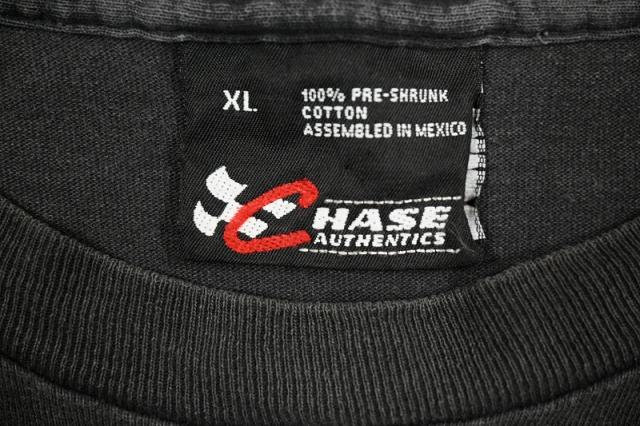 XL
100% PRE-SHRUNK
COTTON
ASSEMBLED IN MEXICO
CHASE
AUTHENTICS